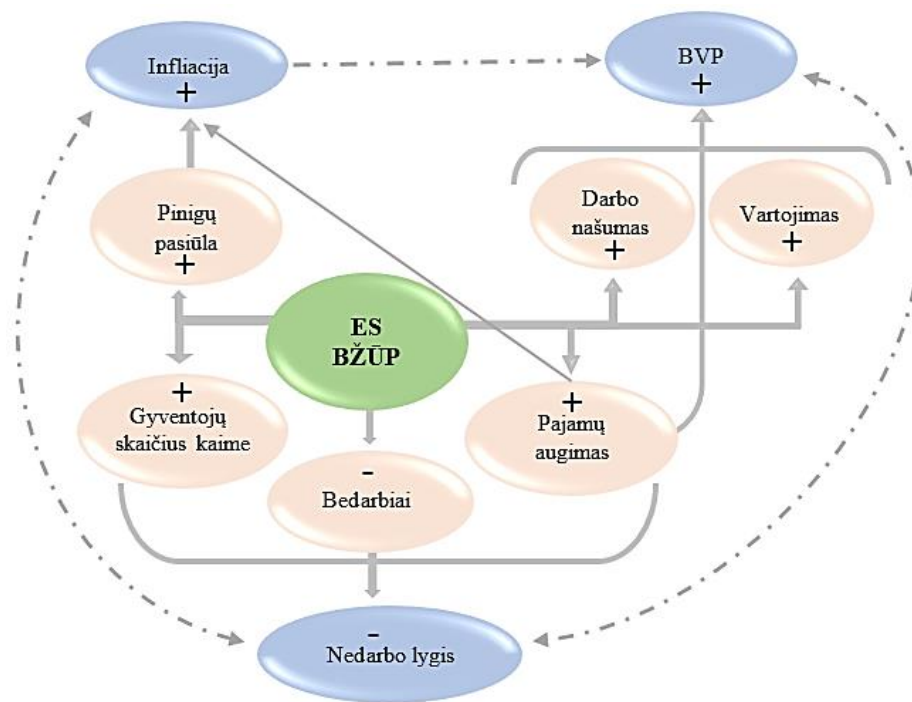 Infliacija
+
BVP
+
Pinigų
pasiūla
+
Darbo
našumas
+
Vartojimas
+
ES
BŽŪP
+
Gyventojų
skaičius kaime
-
Bedarbiai
+
Pajamų
augimas
-
Nedarbo lygis